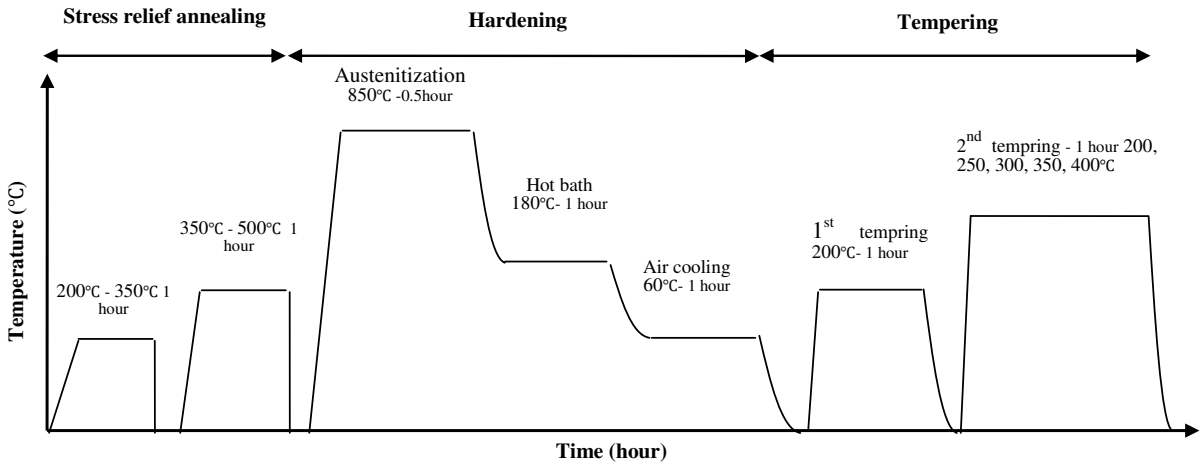 Stress relief annealing
Hardening
Tempering
Austenitization
850℃ -0.5hour
2nd tempring - 1 hour 200,
250, 300, 350, 400℃
Hot bath
180℃- 1 hour
350℃ - 500℃ 1
hour
1st tempring
200℃- 1 hour
Air cooling
60℃- 1 hour
200℃ - 350℃ 1
hour
Temperature (℃)
Time (hour)